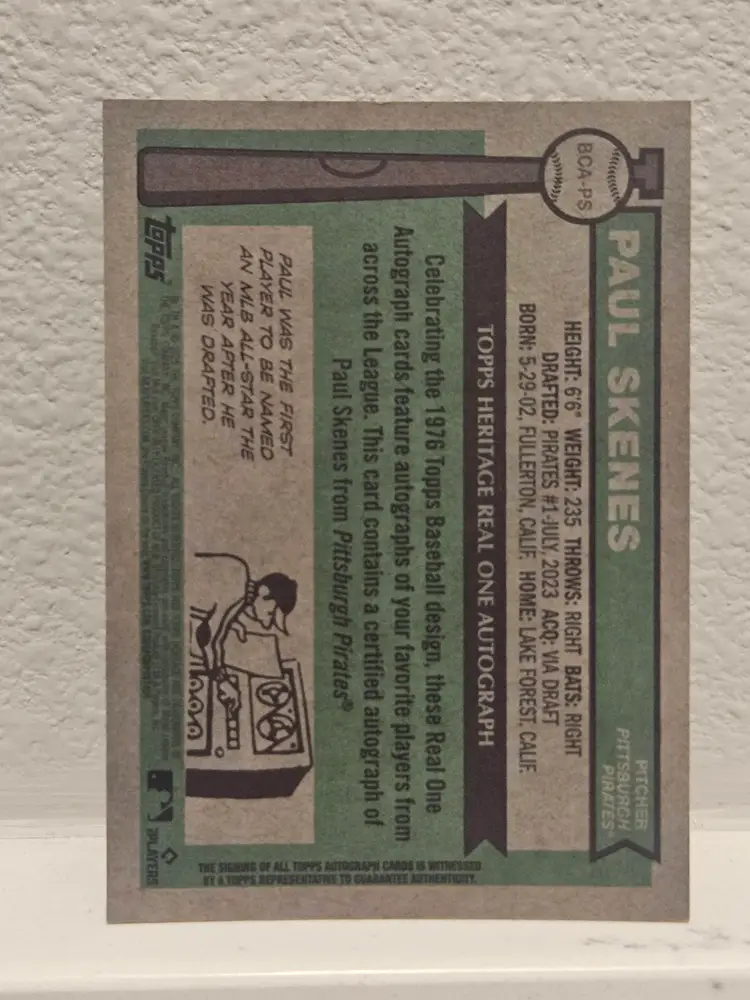 BCA-PS
PAUL SKENES
PITCHER
PITTSBURGH
PIRATES®
HEIGHT: 6'6" WEIGHT: 235 THROWS: RIGHT BATS: RIGHT
DRAFTED: PIRATES #1-JULY, 2023 ACQ: VIA DRAFT
BORN: 5-29-02, FULLERTON, CALIF. HOME: LAKE FOREST, CALIF.
TOPPS HERITAGE REAL ONE AUTOGRAPH
Celebrating the 1976 Topps Baseball design, these Real One
Autograph cards feature autographs of your favorite players from
across the League. This card contains a certified autograph of
Paul Skenes from Pittsburgh Pirates®
PAUL WAS THE FIRST
PLAYER TO BE NAMED
AN MLB ALL-STAR THE
YEAR AFTER HE
WAS DRAFTED.
THE SIGNING OF ALL TOPPS AUTOGRAPH CARDS IS WITNESSED
BY A TOPPS REPRESENTATIVE TO GUARANTEE AUTHENTICITY.
topps
PLAYERS